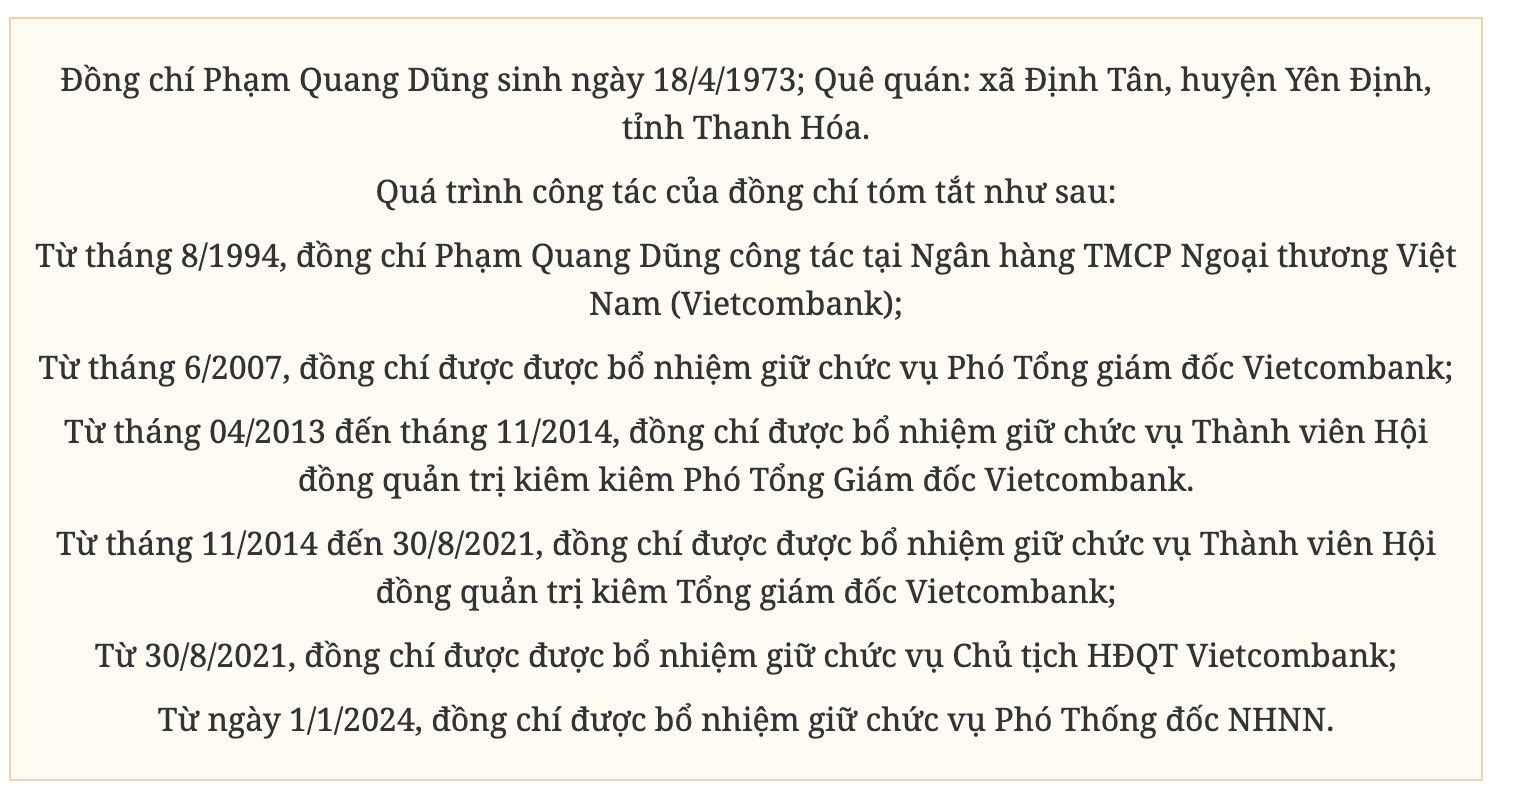 Đồng chí Phạm Quang Dũng sinh ngày 18/4/1973; Quê quán: xã Định Tân, huyện Yên Định,
tỉnh Thanh Hóa.
Quá trình công tác của đồng chí tóm tắt như sau:
Từ tháng 8/1994, đồng chí Phạm Quang Dũng công tác tại Ngân hàng TMCP Ngoại thương Việt
Nam (Vietcombank);
Từ tháng 6/2007, đồng chí được được bổ nhiệm giữ chức vụ Phó Tổng giám đốc Vietcombank;
Từ tháng 04/2013 đến tháng 11/2014, đồng chí được bổ nhiệm giữ chức vụ Thành viên Hội
đồng quản trị kiêm kiêm Phó Tổng Giám đốc Vietcombank.
Từ tháng 11/2014 đến 30/8/2021, đồng chí được được bổ nhiệm giữ chức vụ Thành viên Hội
đồng quản trị kiêm Tổng giám đốc Vietcombank;
Từ 30/8/2021, đồng chí được được bổ nhiệm giữ chức vụ Chủ tịch HĐQT Vietcombank;
Từ ngày 1/1/2024, đồng chí được bổ nhiệm giữ chức vụ Phó Thống đốc NHNN.